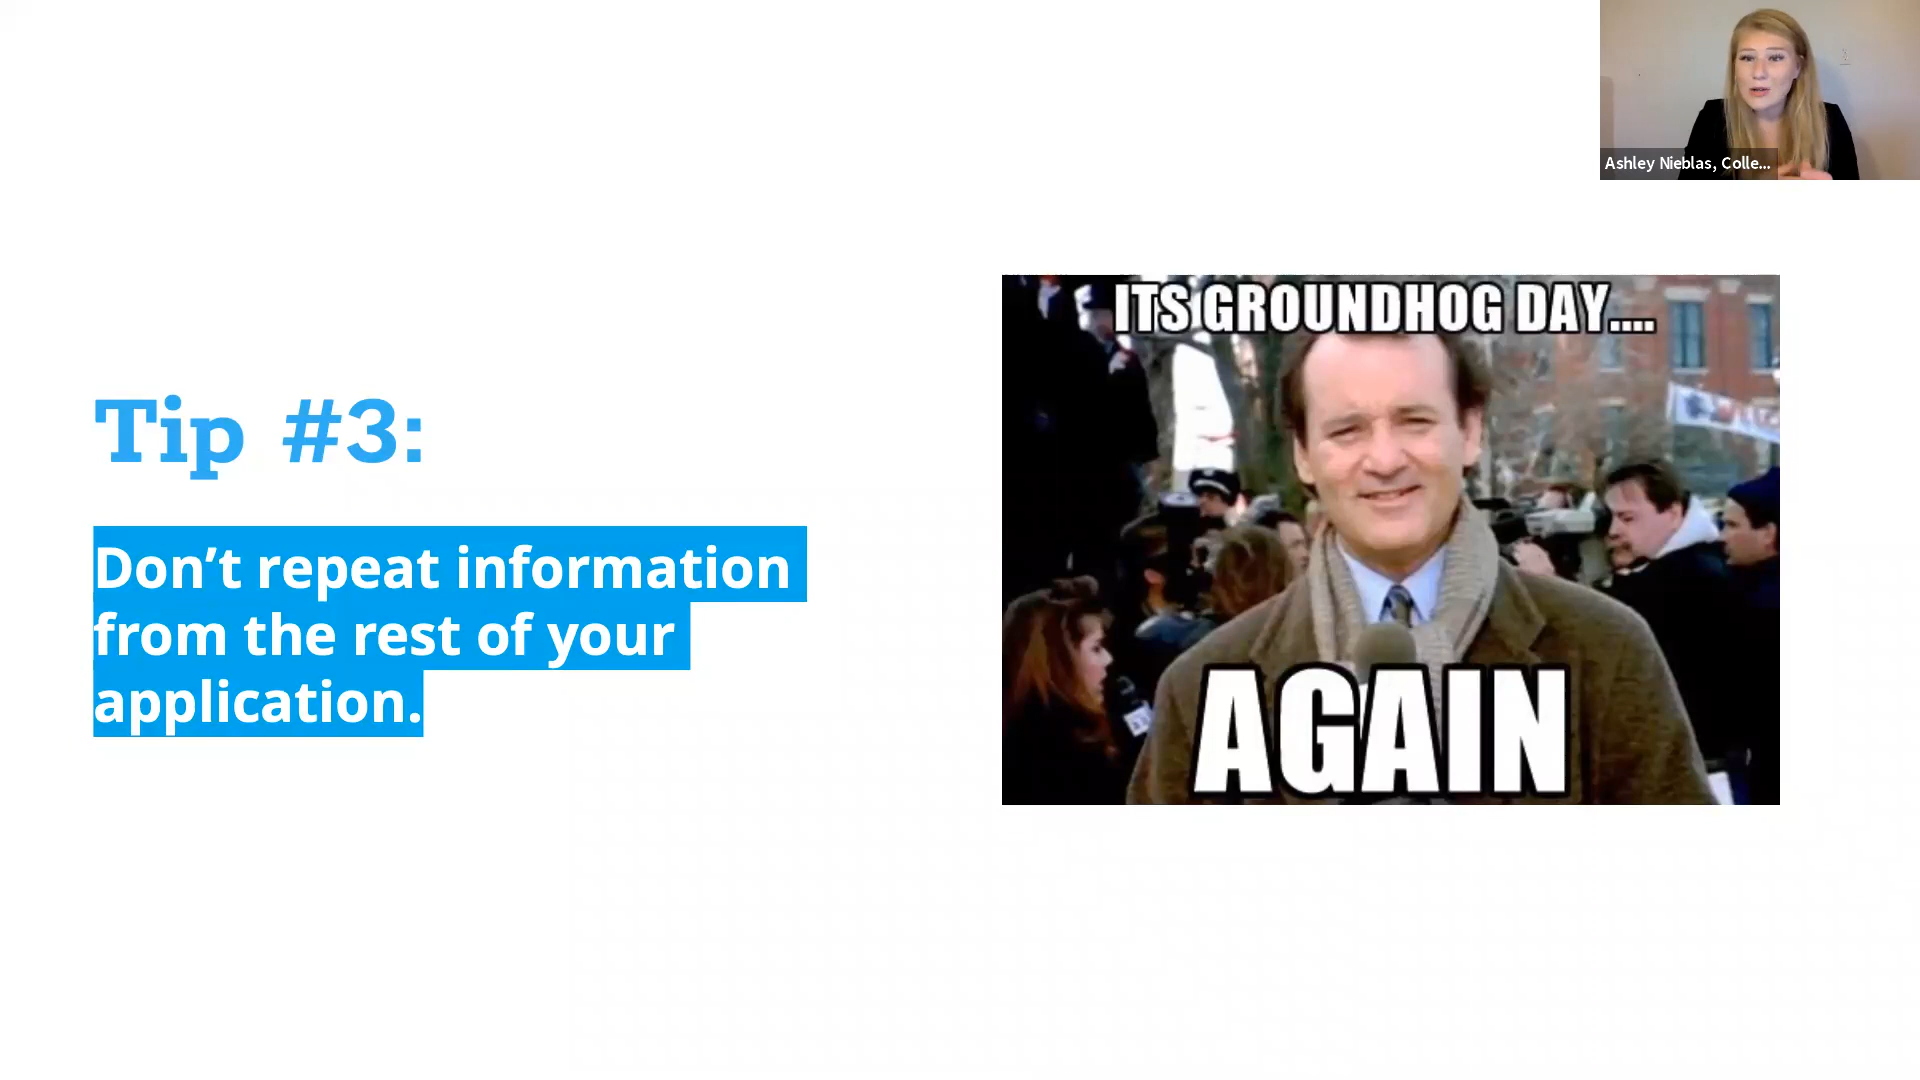 Ashley Nieblas, Colle...
ITS GROUNDHOG DAY....
Tip #3:
Don’t repeat information
from the rest of your
application.
AGAIN